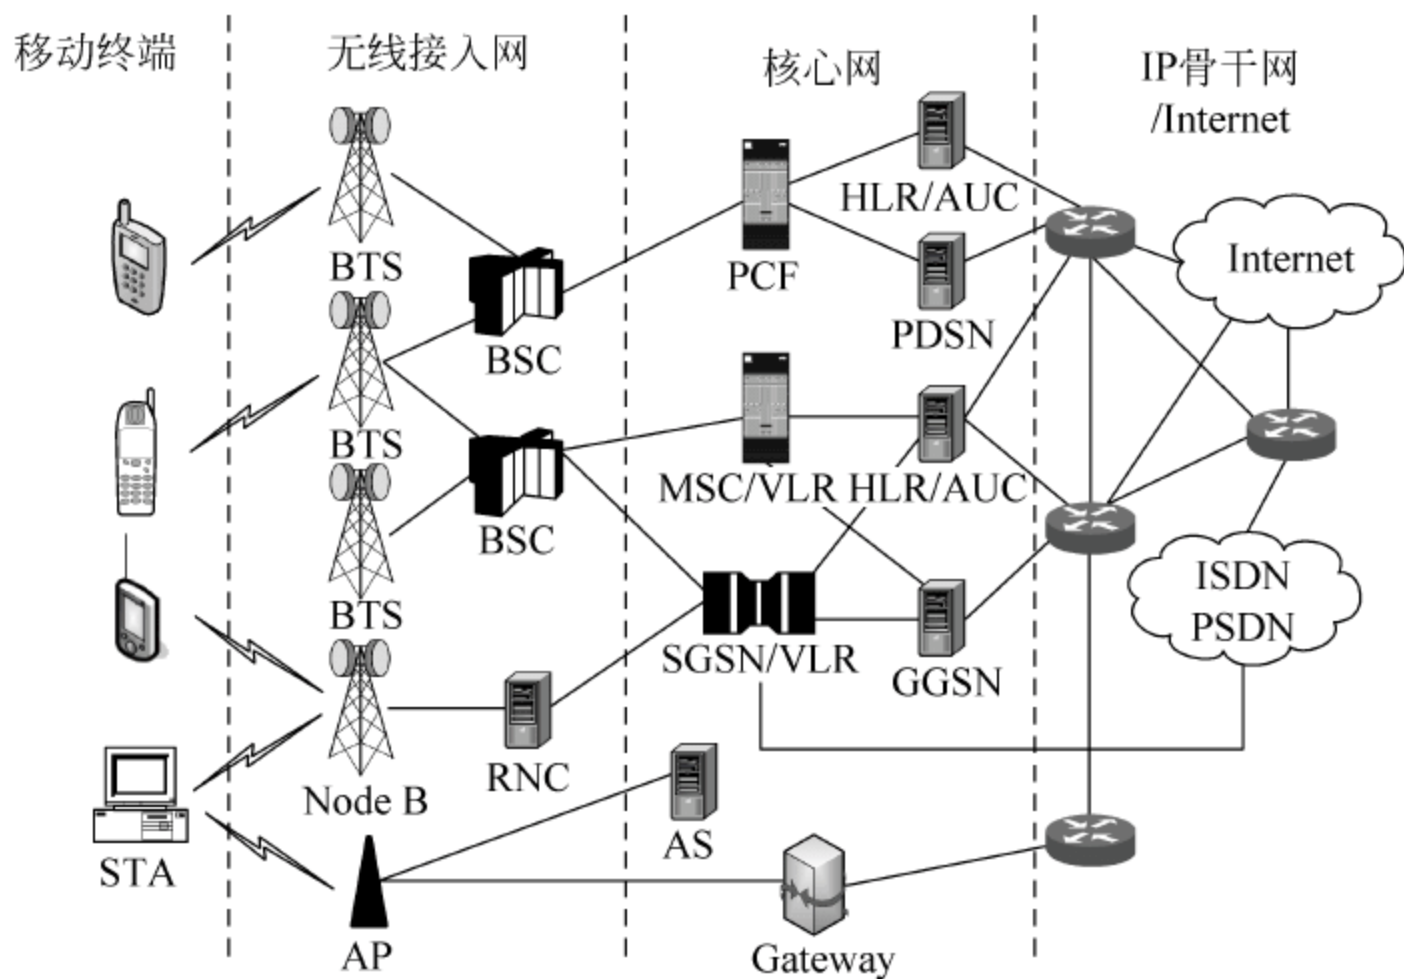 移动终端
无线接入网
核心网
IP骨干网
/Internet
HLR/AUC
BTS
PCF
Internet
PDSN
BSC
BTS
MSC/VLR
HLR/AUC
BSC
ISDN
PSDN
BTS
SGSN/VLR
GGSN
RNC
Node B
AS
STA
AP
Gateway